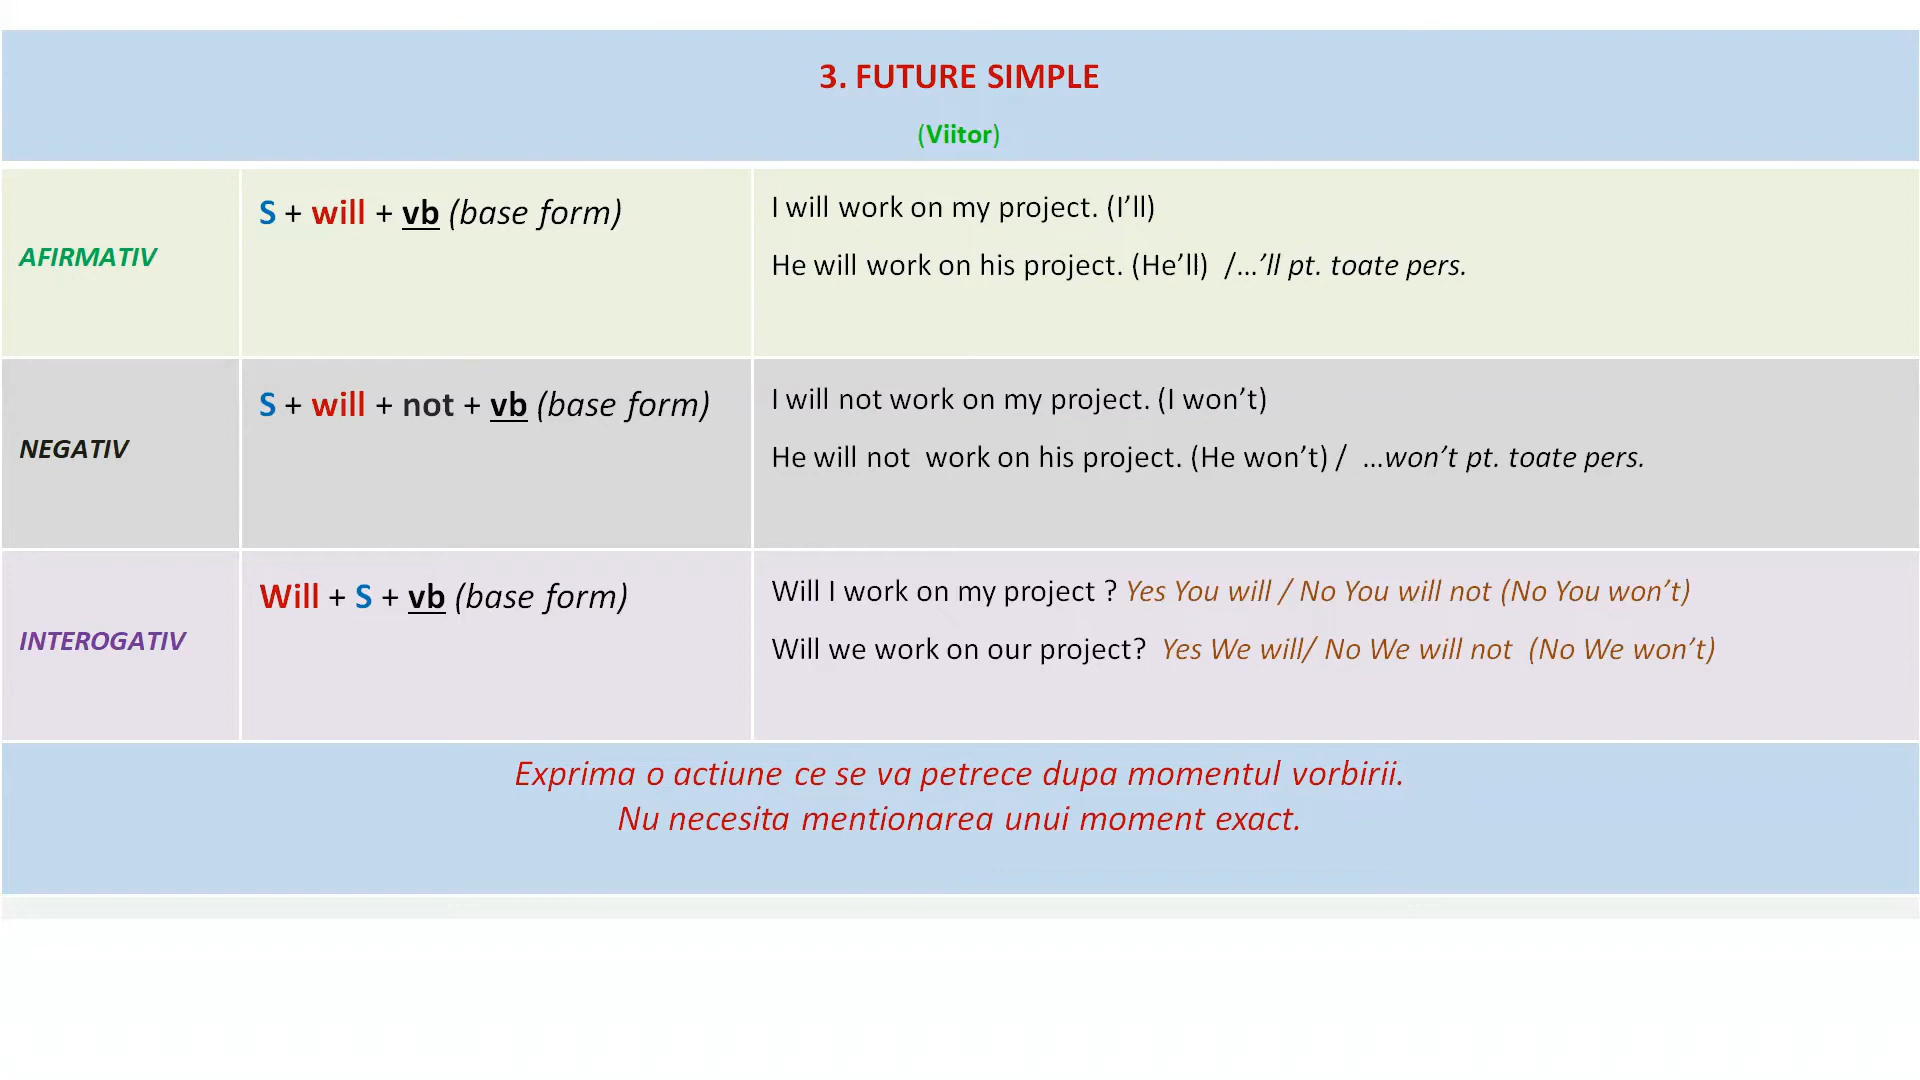 3. FUTURE SIMPLE
(Viitor)
AFIRMATIV
S + will + vb (base form)
I will work on my project. (I’ll)
He will work on his project. (He’ll) /…’ll pt. toate pers.
NEGATIV
S + will + not + vb (base form)
I will not work on my project. (I won’t)
He will not work on his project. (He won’t) / …won’t pt. toate pers.
INTEROGATIV
Will + S + vb (base form)
Will I work on my project ? Yes You will / No You will not (No You won’t)
Will we work on our project? Yes We will/ No We will not (No We won’t)
Exprima o actiune ce se va petrece dupa momentul vorbirii.
Nu necesita mentionarea unui moment exact.